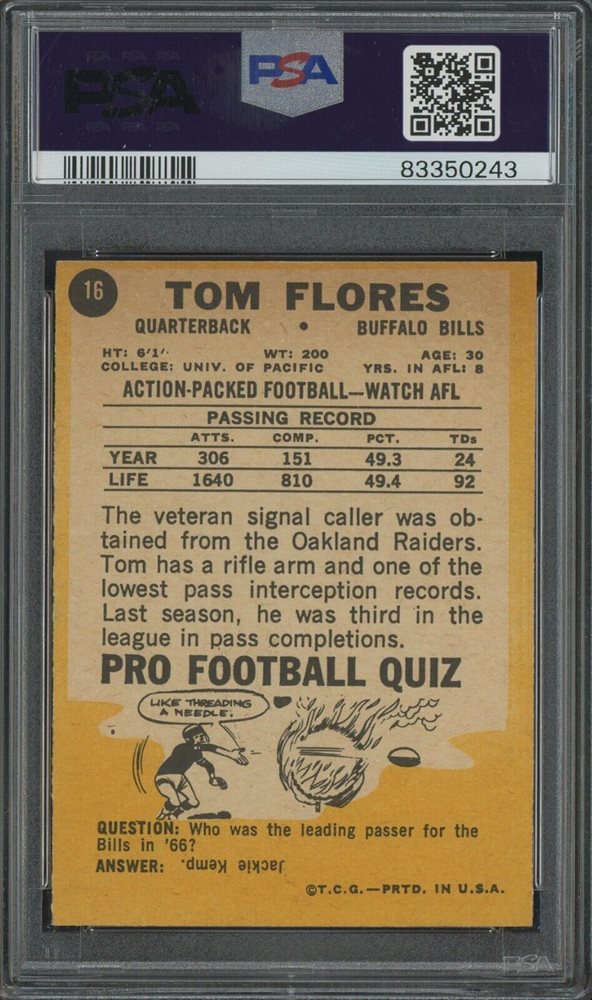 PSA
PSA
83350243
16
TOM FLORES
QUARTERBACK • BUFFALO BILLS
HT: 6'1" WT: 200 AGE: 30
COLLEGE: UNIV. OF PACIFIC YRS. IN AFL: 8
ACTION-PACKED FOOTBALL—WATCH AFL
PASSING RECORD
ATTS. COMP. PCT. TDs
YEAR 306 151 49.3 24
LIFE 1640 810 49.4 92
The veteran signal caller was ob-
tained from the Oakland Raiders.
Tom has a rifle arm and one of the
lowest pass interception records.
Last season, he was third in the
league in pass completions.
PRO FOOTBALL QUIZ
LIKE THREADING
A NEEDLE.
QUESTION: Who was the leading passer for the
Bills in '66?
ANSWER: Jackie Kemp.
©T.C.G.—PRTD. IN U.S.A.
PSA